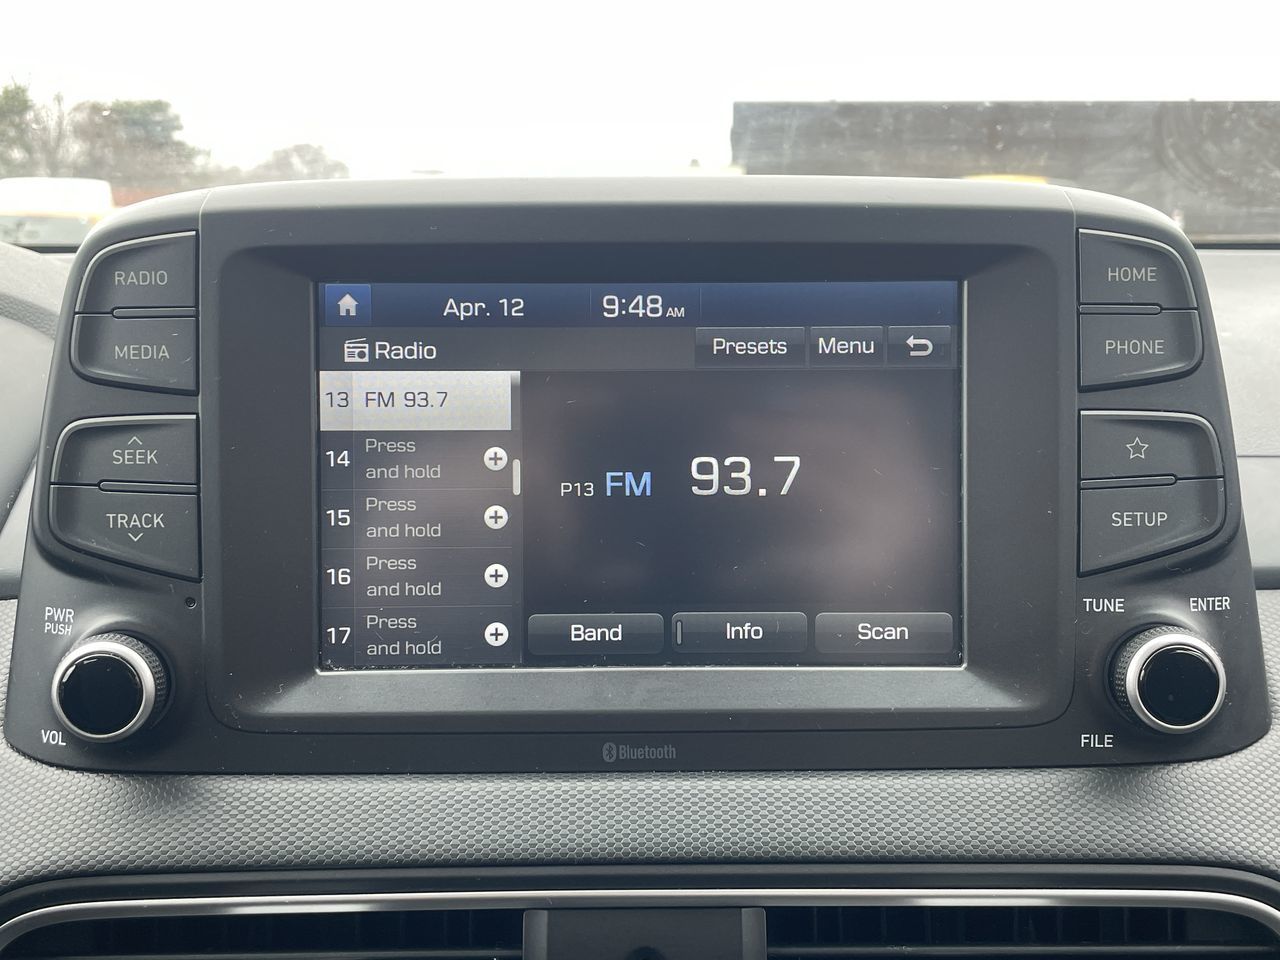 RADIO
MEDIA
SEEK
TRACK
PWR
PUSH
VOL
Apr. 12
9:48 AM
Radio
Presets
Menu
13 FM 93.7
14 Press
and hold
15 Press
and hold
16 Press
and hold
17 Press
and hold
P13 FM 93.7
Band
Info
Scan
Bluetooth
HOME
PHONE
SETUP
TUNE
ENTER
FILE